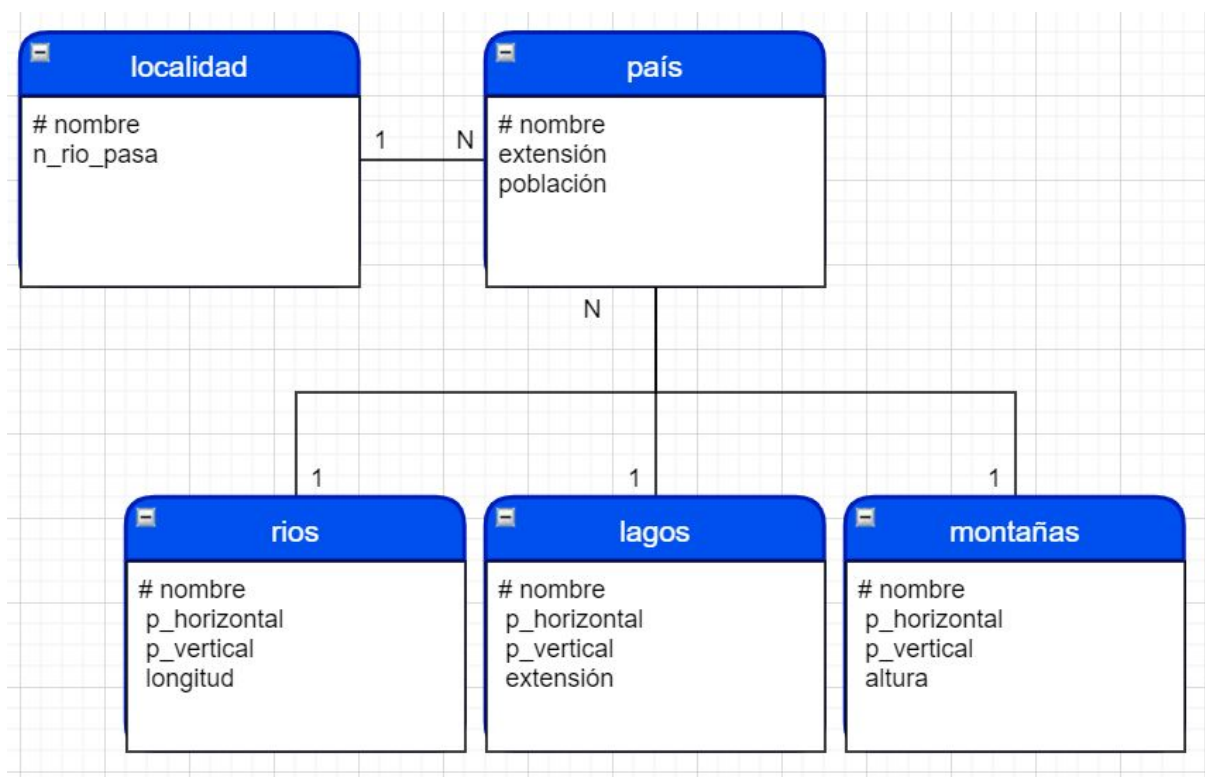 localidad
# nombre
n_rio_pasa
1
N
país
# nombre
extensión
población
N
1
1
1
rios
# nombre
p_horizontal
p_vertical
longitud
lagos
# nombre
p_horizontal
p_vertical
extensión
montañas
# nombre
p_horizontal
p_vertical
altura